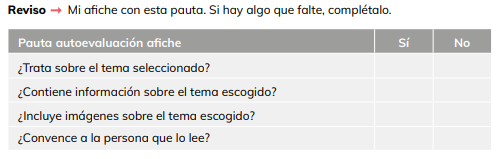 Reviso → Mi afiche con esta pauta. Si hay algo que falte, complétalo.
Pauta autoevaluación afiche Sí No
¿Trata sobre el tema seleccionado?
¿Contiene información sobre el tema escogido?
¿Incluye imágenes sobre el tema escogido?
¿Convence a la persona que lo lee?